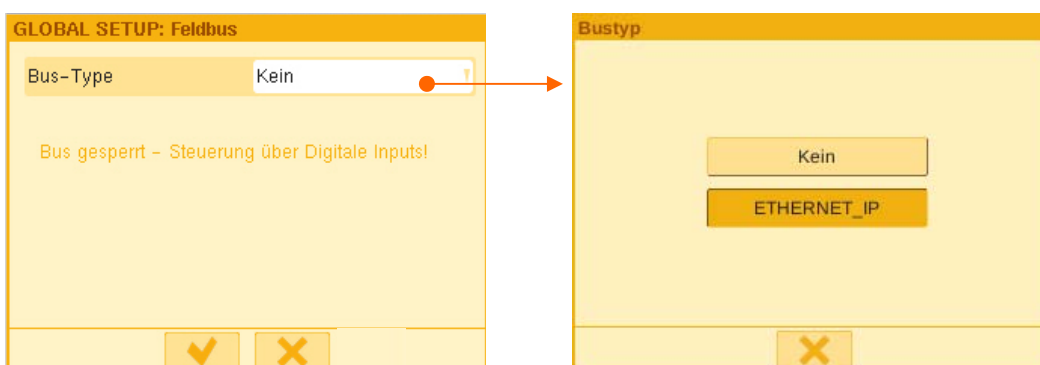 GLOBAL SETUP: Feldbus
Bus-Type Kein
Bus gesperrt - Steuerung über Digitale Inputs!
Bustyp
Kein
ETHERNET_IP